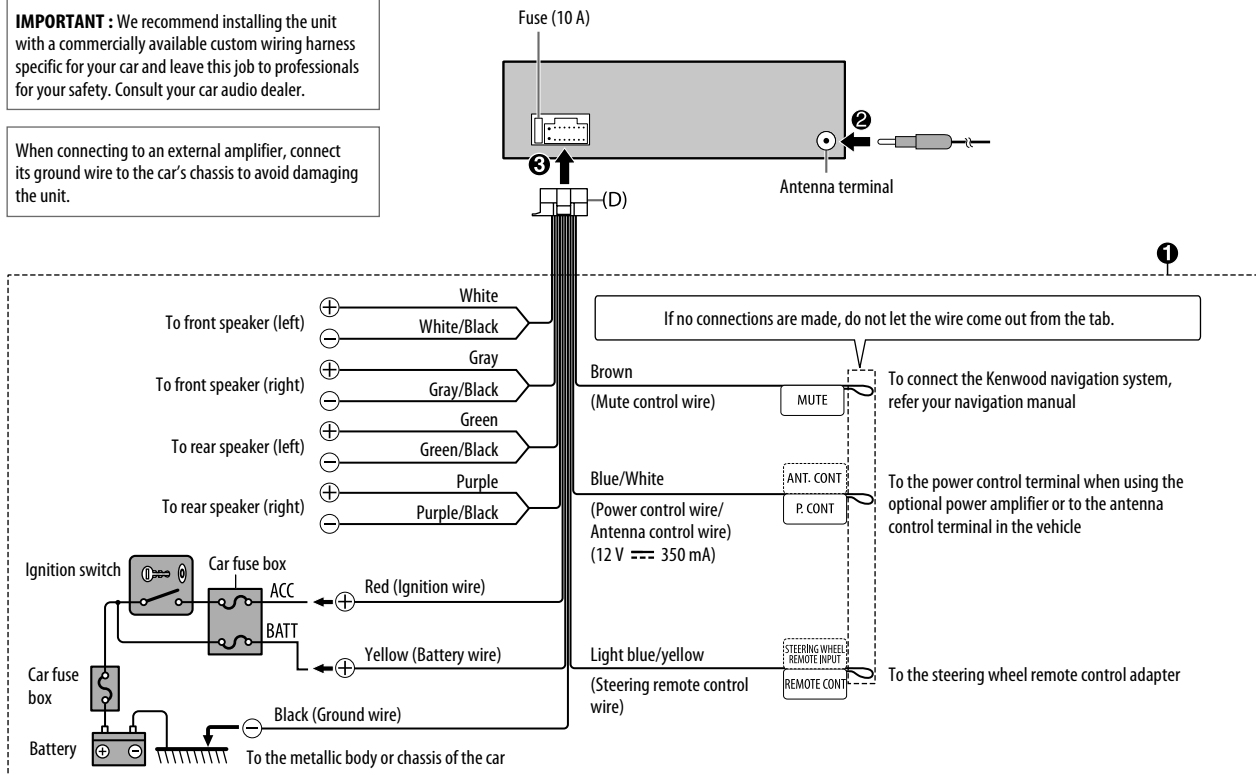 IMPORTANT : We recommend installing the unit
with a commercially available custom wiring harness
specific for your car and leave this job to professionals
for your safety. Consult your car audio dealer.
When connecting to an external amplifier, connect
its ground wire to the car's chassis to avoid damaging
the unit.
Fuse (10 A)
❷
❸
Antenna terminal
(D)
❶
White
To front speaker (left)
White/Black
Gray
To front speaker (right)
Gray/Black
Green
To rear speaker (left)
Green/Black
Purple
To rear speaker (right)
Purple/Black
If no connections are made, do not let the wire come out from the tab.
Brown
(Mute control wire)
MUTE
To connect the Kenwood navigation system,
refer your navigation manual
Blue/White
(Power control wire/
Antenna control wire)
(12 V ⎓ 350 mA)
ANT. CONT
P. CONT
To the power control terminal when using the
optional power amplifier or to the antenna
control terminal in the vehicle
Ignition switch
Car fuse box
ACC
Red (Ignition wire)
BATT
Yellow (Battery wire)
Light blue/yellow
(Steering remote control
wire)
STEERING WHEEL
REMOTE INPUT
REMOTE CONT
To the steering wheel remote control adapter
Car fuse
box
Black (Ground wire)
Battery
To the metallic body or chassis of the car